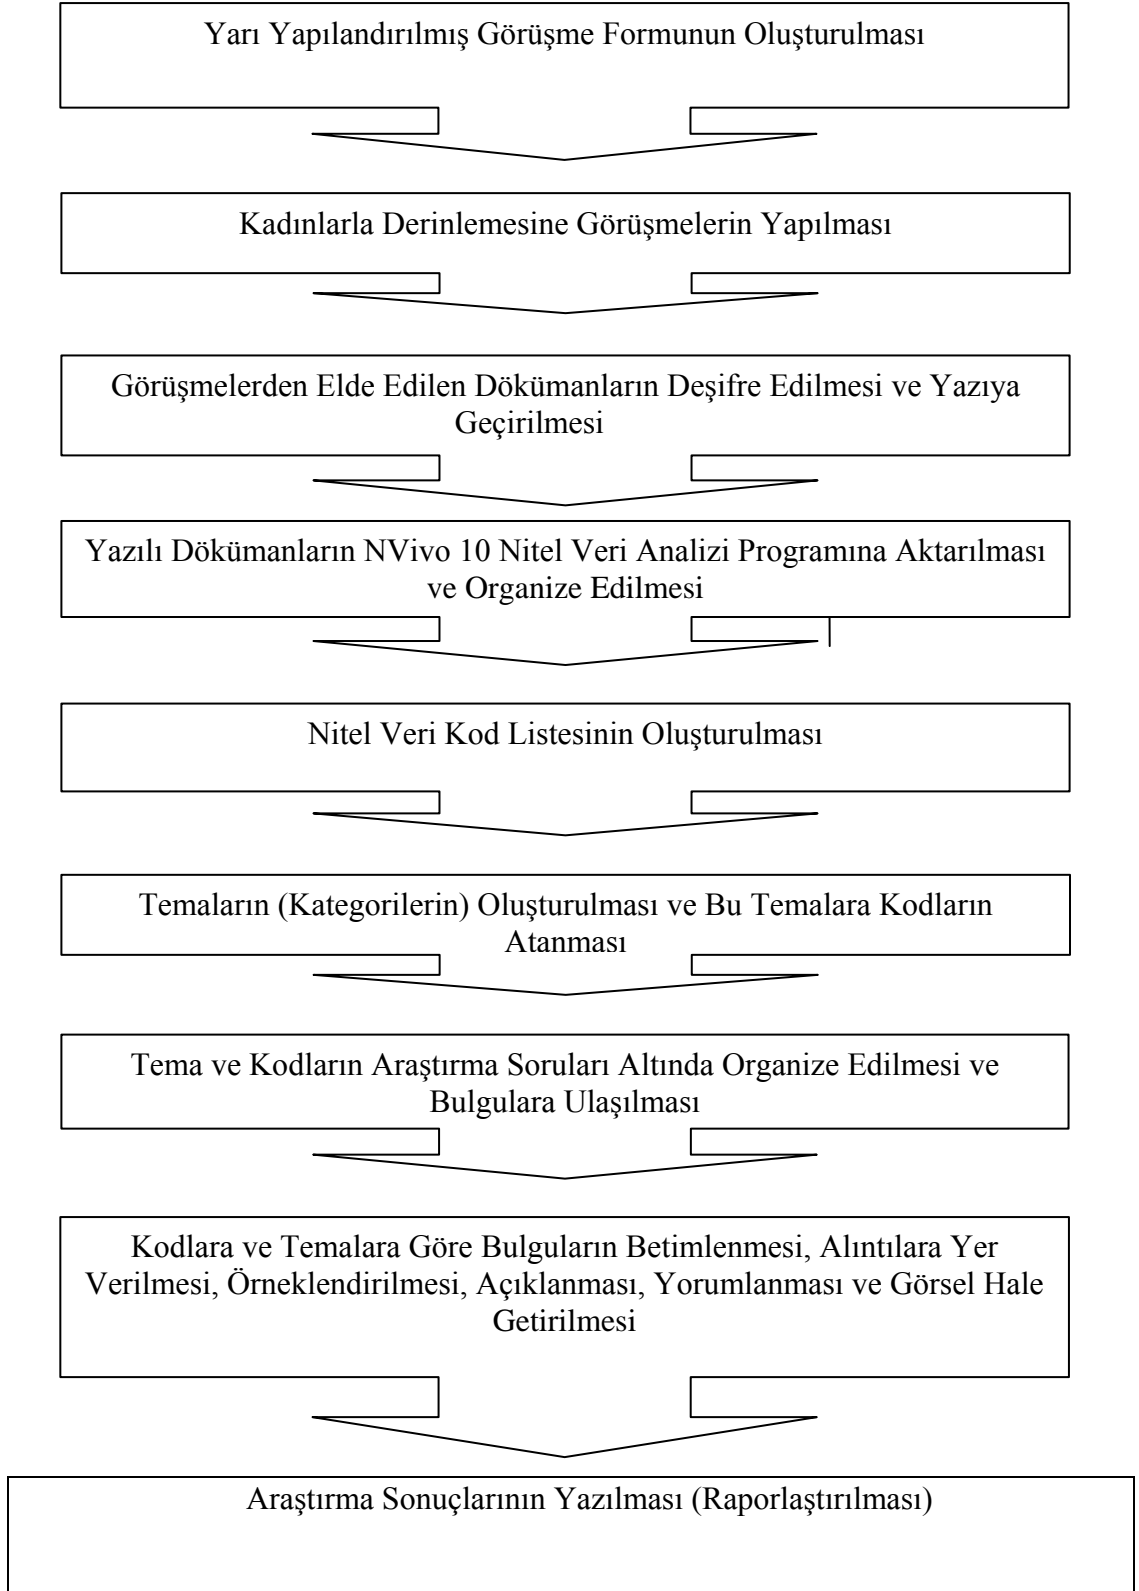 Yarı Yapılandırılmış Görüşme Formunun Oluşturulması
Kadınlarla Derinlemesine Görüşmelerin Yapılması
Görüşmelerden Elde Edilen Dökümanların Deşifre Edilmesi ve Yazıya
Geçirilmesi
Yazılı Dökümanların NVivo 10 Nitel Veri Analizi Programına Aktarılması
ve Organize Edilmesi
Nitel Veri Kod Listesinin Oluşturulması
Temaların (Kategorilerin) Oluşturulması ve Bu Temalara Kodların
Atanması
Tema ve Kodların Araştırma Soruları Altında Organize Edilmesi ve
Bulgulara Ulaşılması
Kodlara ve Temalara Göre Bulguların Betimlenmesi, Alıntılara Yer
Verilmesi, Örneklendirilmesi, Açıklanması, Yorumlanması ve Görsel Hale
Getirilmesi
Araştırma Sonuçlarının Yazılması (Raporlaştırılması)